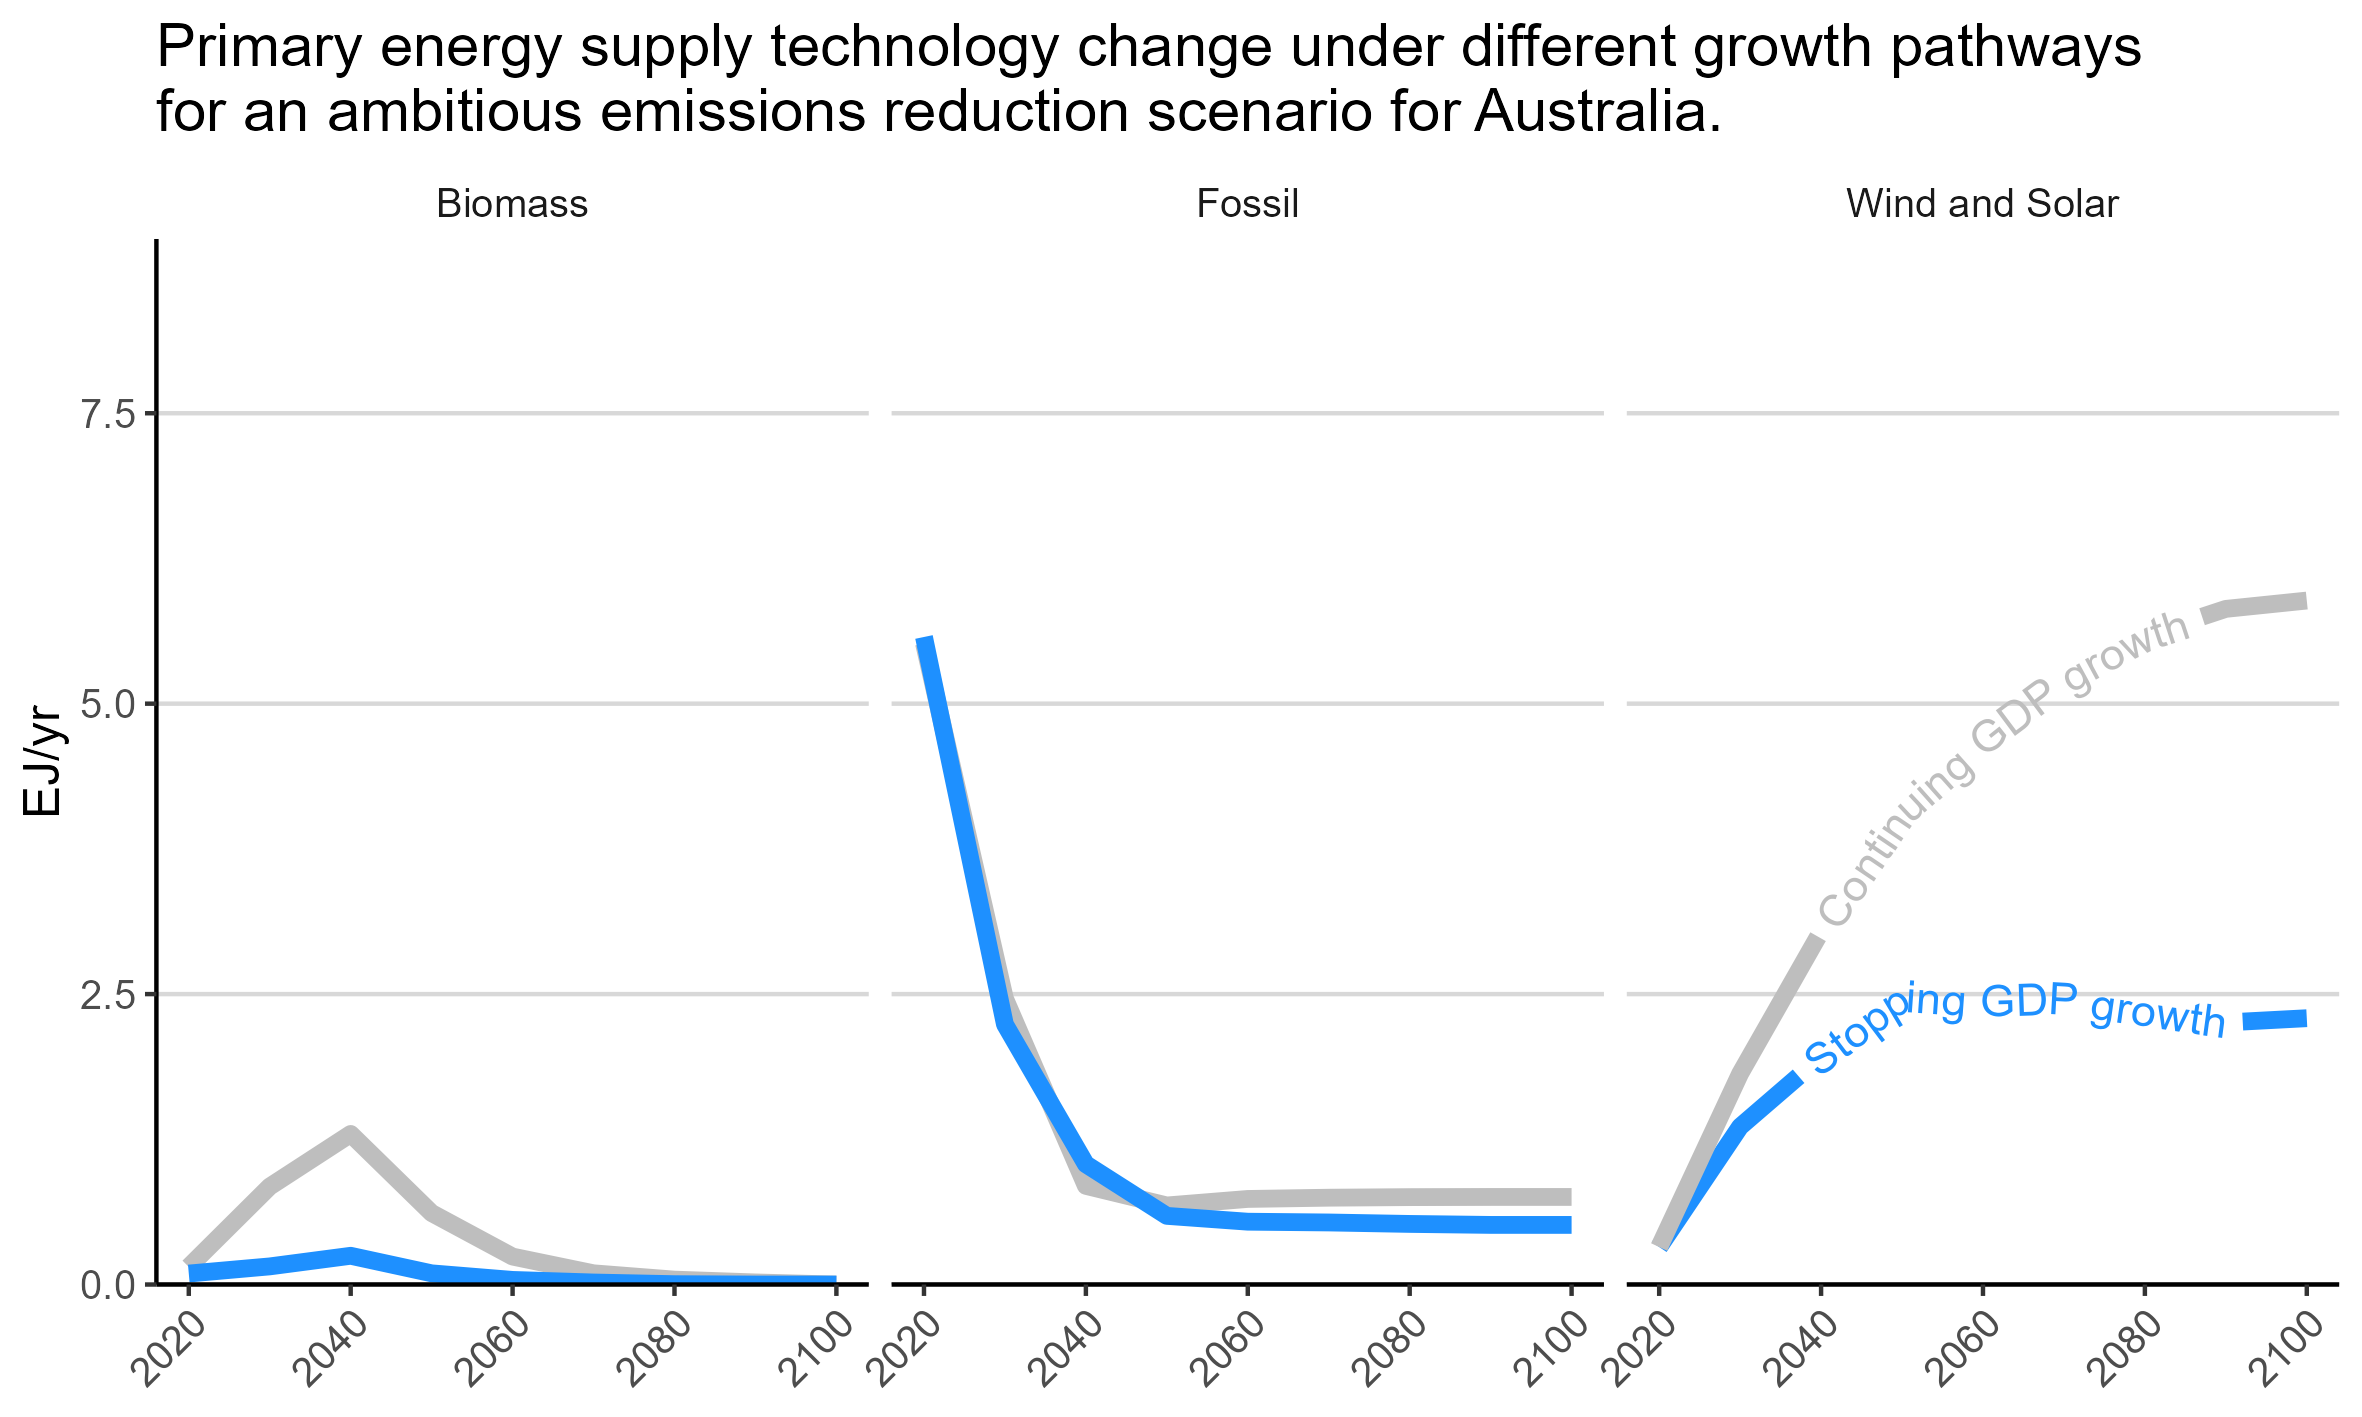 Primary energy supply technology change under different growth pathways
for an ambitious emissions reduction scenario for Australia.
Biomass
Fossil
Wind and Solar
EJ/yr
7.5
5.0
2.5
0.0
Continuing GDP growth
Stopping GDP growth
2020 2040 2060 2080 2100
2020 2040 2060 2080 2100
2020 2040 2060 2080 2100